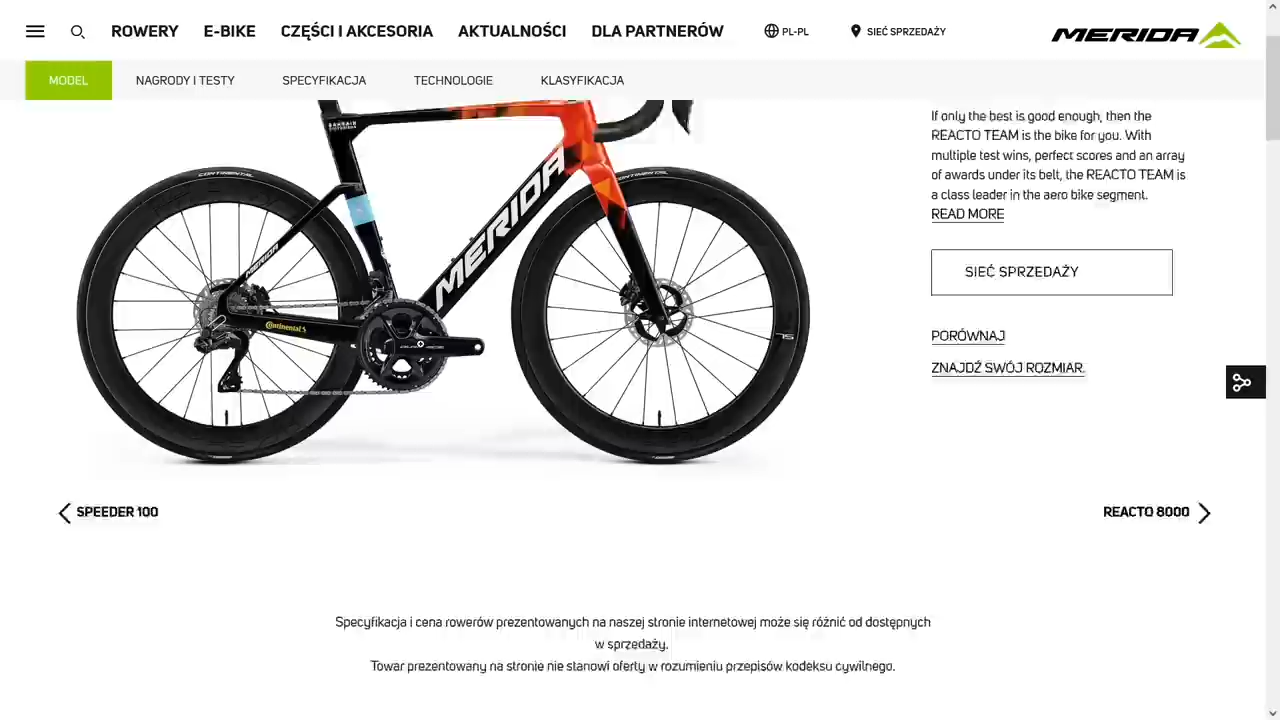 ROWERY E-BIKE CZĘŚCI I AKCESORIA AKTUALNOŚCI DLA PARTNERÓW PL-PL SIEĆ SPRZEDAŻY MERIDA
MODEL NAGRODY I TESTY SPECYFIKACJA TECHNOLOGIE KLASYFIKACJA
If only the best is good enough, then the
REACTO TEAM is the bike for you. With
multiple test wins, perfect scores and an array
of awards under its belt, the REACTO TEAM is
a class leader in the aero bike segment.
READ MORE
SIEĆ SPRZEDAŻY
PORÓWNAJ
ZNAJDŹ SWÓJ ROZMIAR.
BAHRAIN
VICTORIOUS
CONTINENTAL
CONTINENTAL
MERIDA
MERIDA
Continental
SPEEDER 100
REACTO 8000
Specyfikacja i cena rowerów prezentowanych na naszej stronie internetowej może się różnić od dostępnych
w sprzedaży.
Towar prezentowany na stronie nie stanowi oferty w rozumieniu przepisów kodeksu cywilnego.